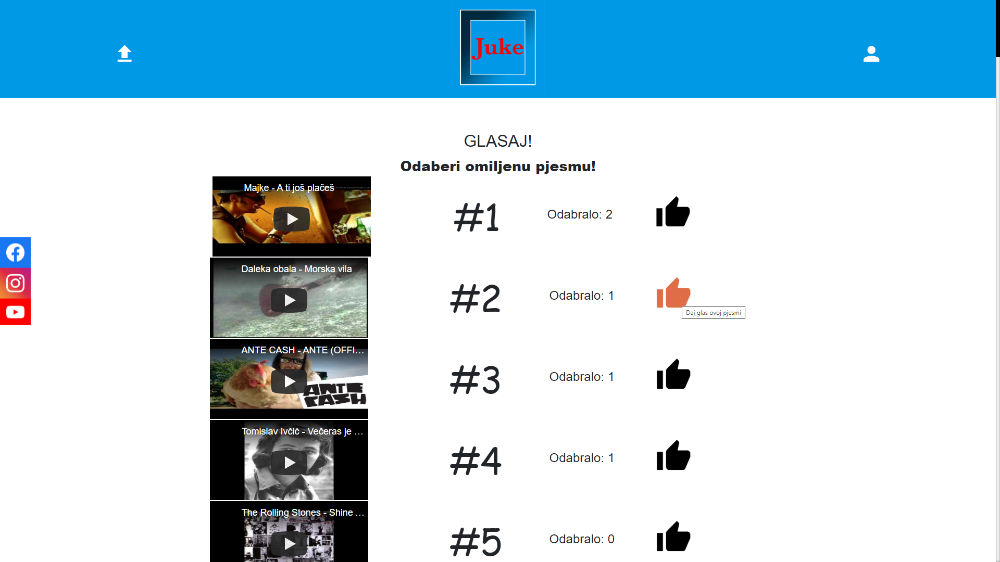 Juke
GLASAJ!
Odaberi omiljenu pjesmu!
Majke - A ti još plačeš
#1
Odabralo: 2
Daleka obala - Morska vila
#2
Odabralo: 1
Daj glas ovoj pjesmi
ANTE CASH - ANTE (OFFI...
ANTE
CASH
#3
Odabralo: 1
Tomislav Ivčić - Večeras je ...
#4
Odabralo: 1
The Rolling Stones - Shine ...
#5
Odabralo: 0